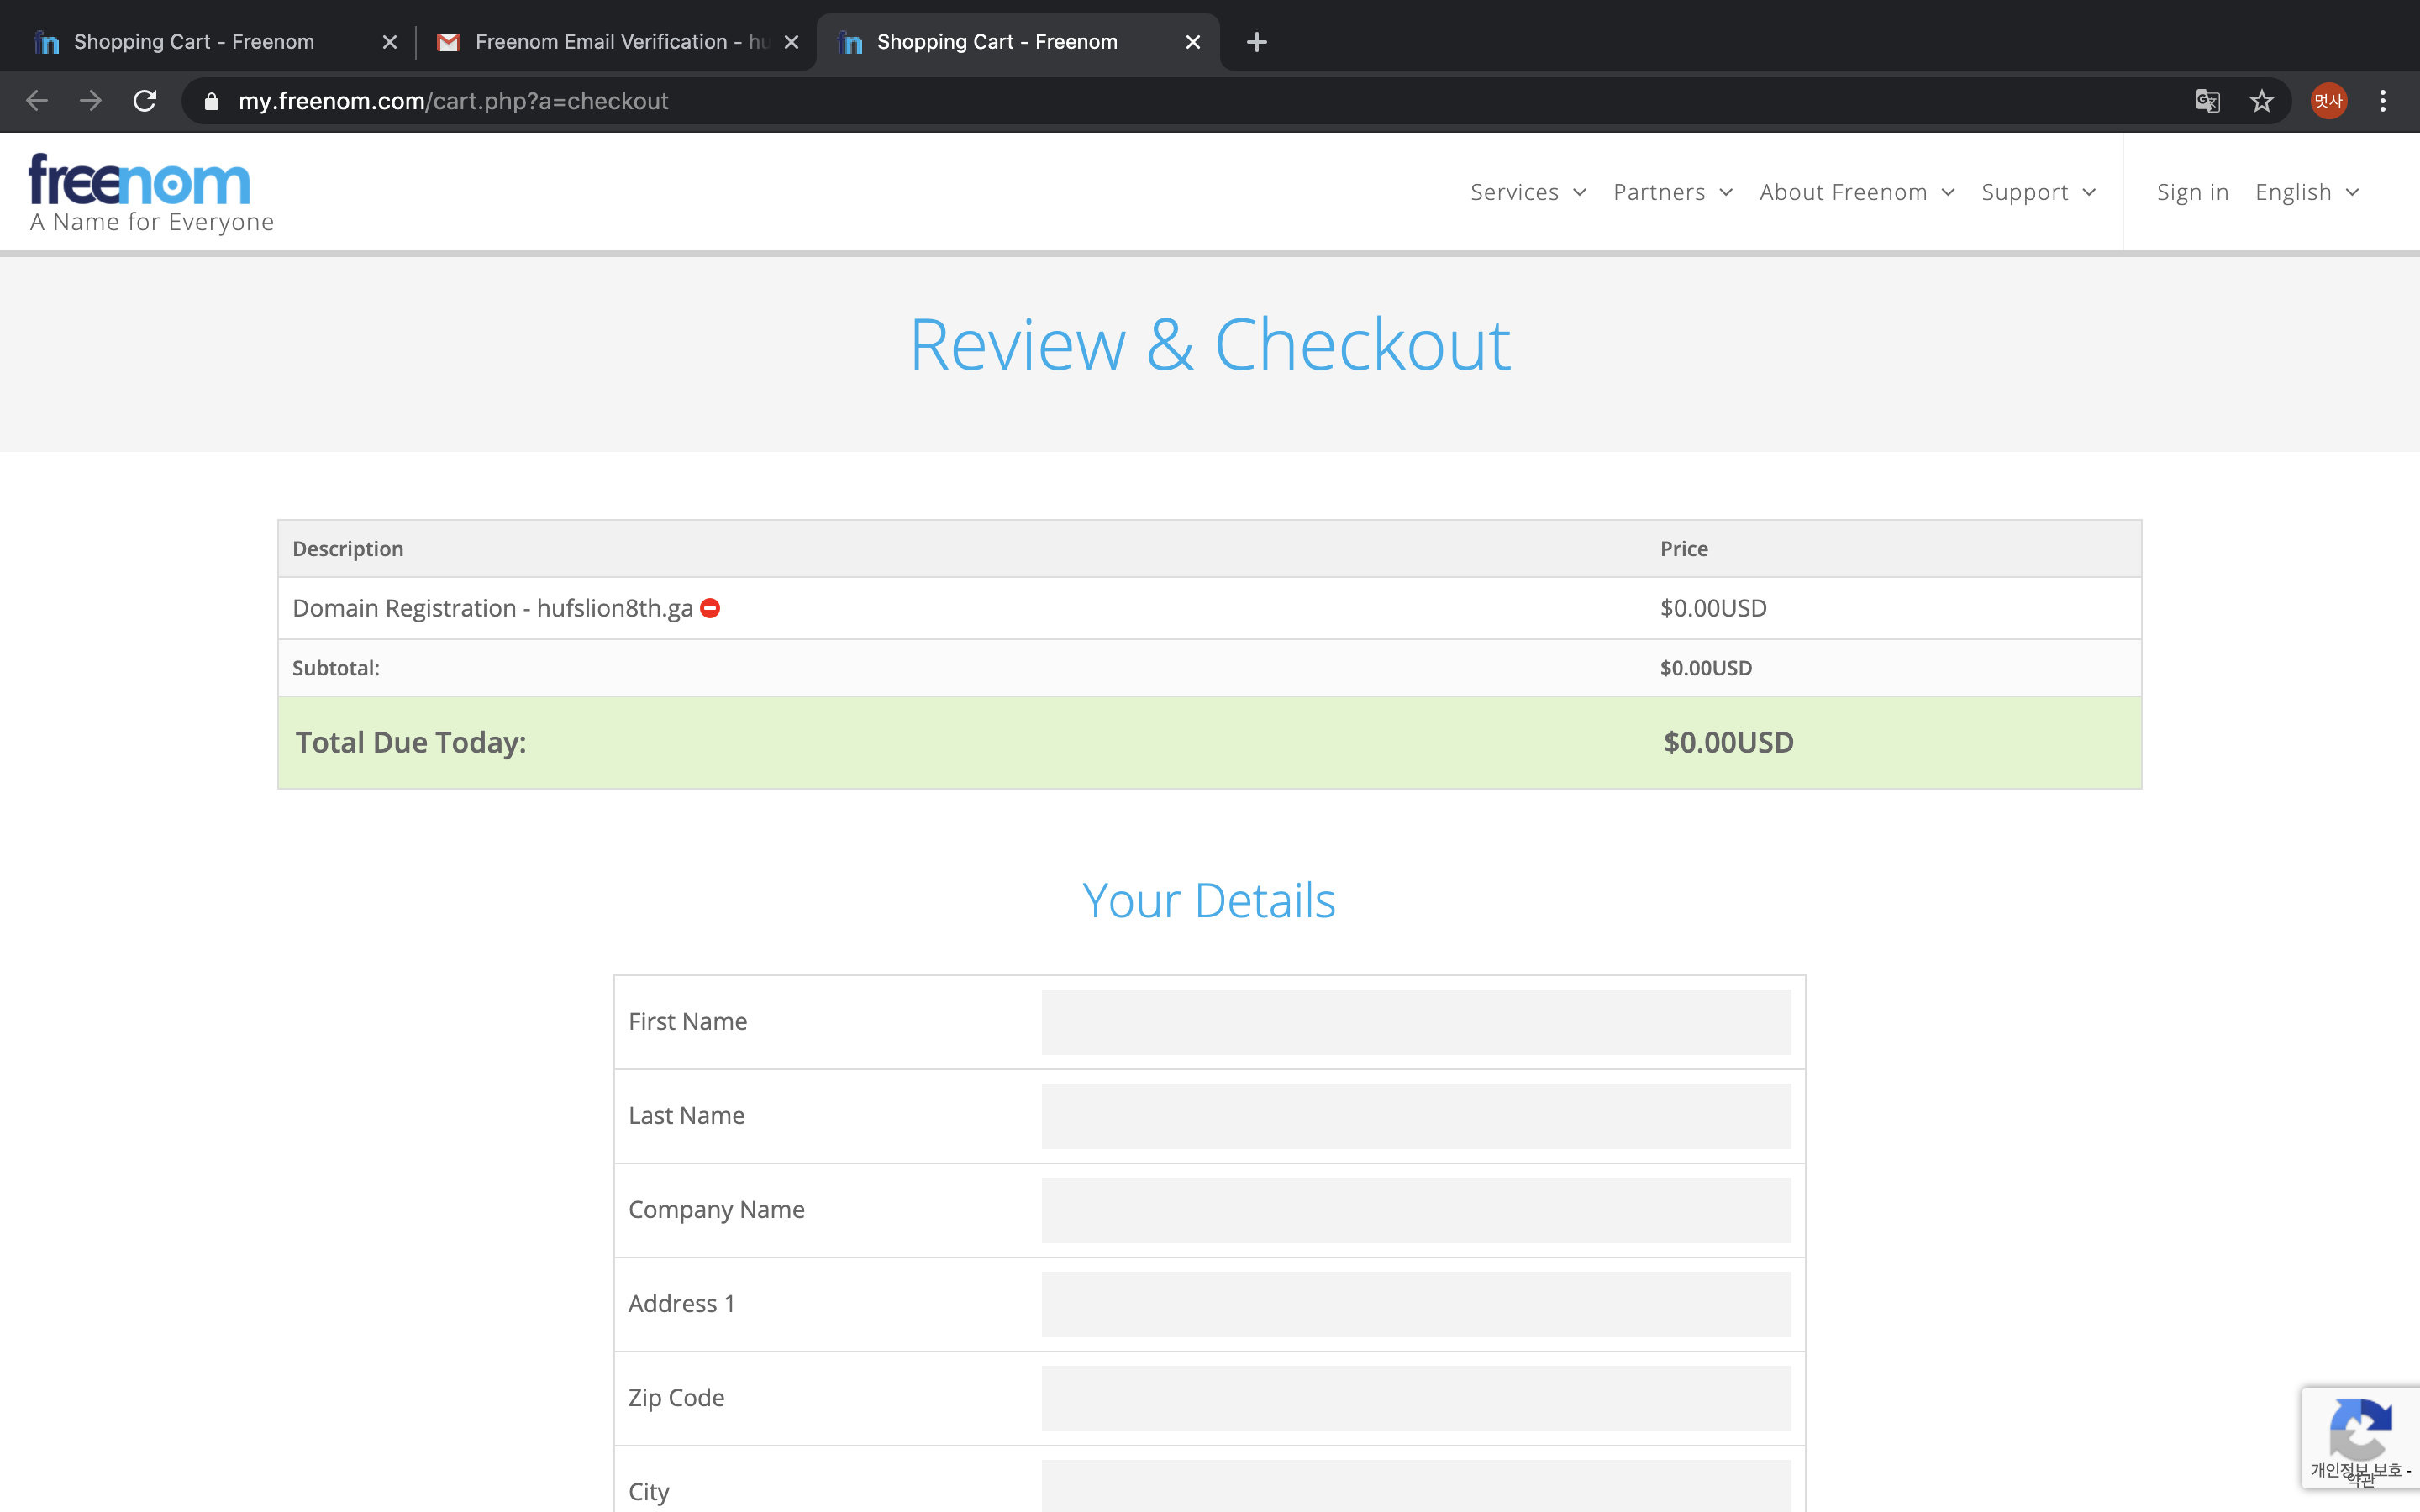 Shopping Cart - Freenom
Freenom Email Verification - hu
Shopping Cart - Freenom
my.freenom.com/cart.php?a=checkout
멋사
freenom
A Name for Everyone
Services
Partners
About Freenom
Support
Sign in
English
Review & Checkout
Description Price
Domain Registration - hufslion8th.ga $0.00USD
Subtotal: $0.00USD
Total Due Today: $0.00USD
Your Details
First Name
Last Name
Company Name
Address 1
Zip Code
City
개인정보 보호 -
약관